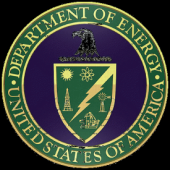 DEPARTMENT OF ENERGY
UNITED STATES OF AMERICA